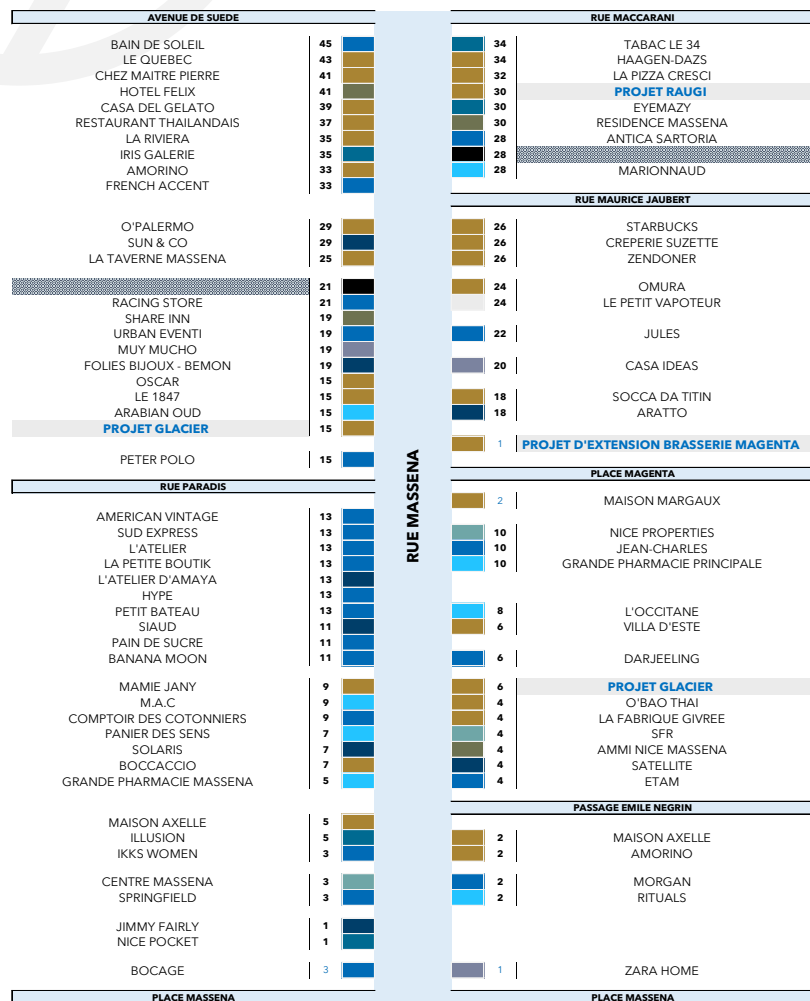 AVENUE DE SUEDE
BAIN DE SOLEIL 45
LE QUEBEC 43
CHEZ MAITRE PIERRE 41
HOTEL FELIX 41
CASA DEL GELATO 39
RESTAURANT THAILANDAIS 37
LA RIVIERA 35
IRIS GALERIE 35
AMORINO 33
FRENCH ACCENT 33
O'PALERMO 29
SUN & CO 29
LA TAVERNE MASSENA 25
21
RACING STORE 21
SHARE INN 19
URBAN EVENTI 19
MUY MUCHO 19
FOLIES BIJOUX - BEMON 19
OSCAR 15
LE 1847 15
ARABIAN OUD 15
PROJET GLACIER 15
PETER POLO 15
RUE PARADIS
AMERICAN VINTAGE 13
SUD EXPRESS 13
L'ATELIER 13
LA PETITE BOUTIK 13
L'ATELIER D'AMAYA 13
HYPE 13
PETIT BATEAU 13
SIAUD 11
PAIN DE SUCRE 11
BANANA MOON 11
MAMIE JANY 9
M.A.C 9
COMPTOIR DES COTONNIERS 9
PANIER DES SENS 7
SOLARIS 7
BOCCACCIO 7
GRANDE PHARMACIE MASSENA 5
MAISON AXELLE 5
ILLUSION 5
IKKS WOMEN 3
CENTRE MASSENA 3
SPRINGFIELD 3
JIMMY FAIRLY 1
NICE POCKET 1
BOCAGE 3
PLACE MASSENA
RUE MASSENA
RUE MACCARANI
34 TABAC LE 34
34 HAAGEN-DAZS
32 LA PIZZA CRESCI
30 PROJET RAUGI
30 EYEMAZY
30 RESIDENCE MASSENA
28 ANTICA SARTORIA
28
28 MARIONNAUD
RUE MAURICE JAUBERT
26 STARBUCKS
26 CREPERIE SUZETTE
26 ZENDONER
24 OMURA
24 LE PETIT VAPOTEUR
22 JULES
20 CASA IDEAS
18 SOCCA DA TITIN
18 ARATTO
1 PROJET D'EXTENSION BRASSERIE MAGENTA
PLACE MAGENTA
2 MAISON MARGAUX
10 NICE PROPERTIES
10 JEAN-CHARLES
10 GRANDE PHARMACIE PRINCIPALE
8 L'OCCITANE
6 VILLA D'ESTE
6 DARJEELING
6 PROJET GLACIER
4 O'BAO THAI
4 LA FABRIQUE GIVREE
4 SFR
4 AMMI NICE MASSENA
4 SATELLITE
4 ETAM
PASSAGE EMILE NEGRIN
2 MAISON AXELLE
2 AMORINO
2 MORGAN
2 RITUALS
1 ZARA HOME
PLACE MASSENA